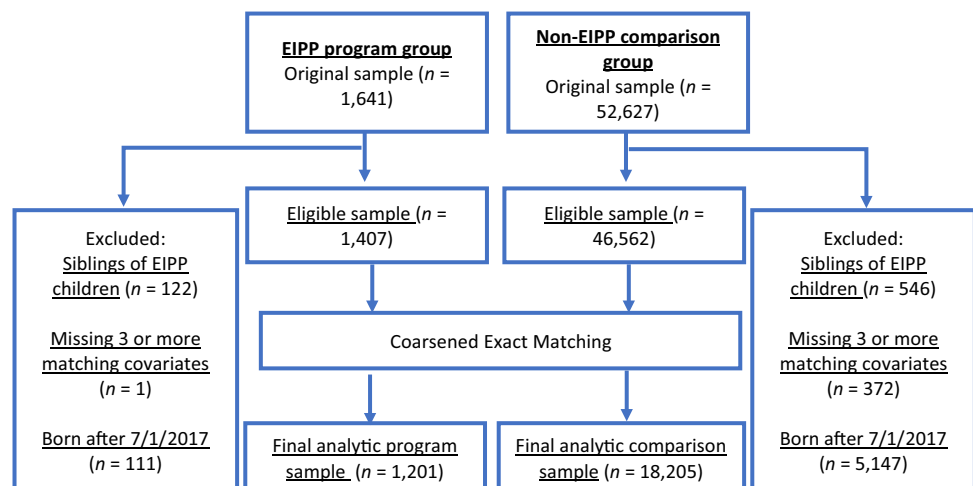 EIPP program group
Original sample (n =
1,641)
Non-EIPP comparison
group
Original sample (n =
52,627)
Excluded:
Siblings of EIPP
children (n = 122)
Missing 3 or more
matching covariates
(n = 1)
Born after 7/1/2017
(n = 111)
Eligible sample (n =
1,407)
Eligible sample (n =
46,562)
Excluded:
Siblings of EIPP
children (n = 546)
Missing 3 or more
matching covariates
(n = 372)
Born after 7/1/2017
(n = 5,147)
Coarsened Exact Matching
Final analytic program
sample (n = 1,201)
Final analytic comparison
sample (n = 18,205)